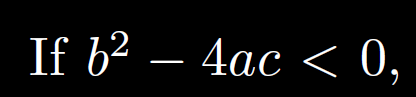 If b² − 4ac < 0,